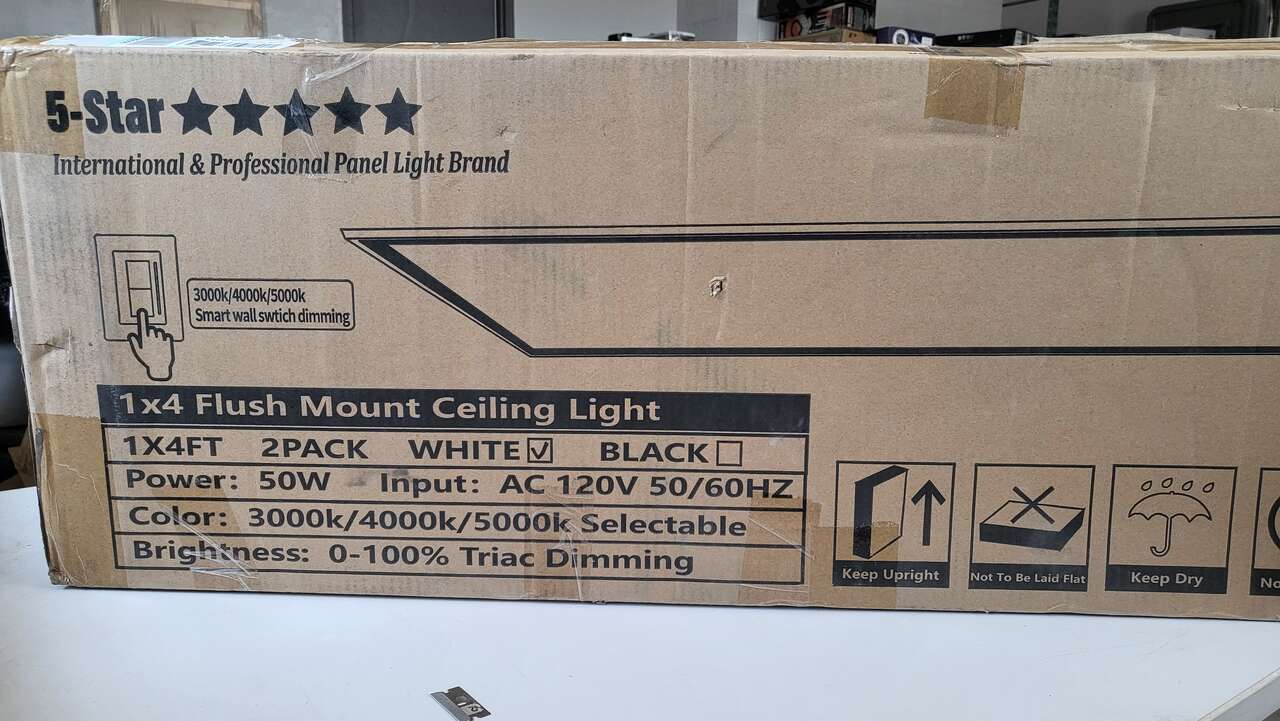 5-Star
International & Professional Panel Light Brand
3000k/4000k/5000k
Smart wall swtich dimming
1x4 Flush Mount Ceiling Light
1X4FT 2PACK WHITE BLACK
Power: 50W Input: AC 120V 50/60HZ
Color: 3000k/4000k/5000k Selectable
Brightness: 0-100% Triac Dimming
Keep Upright
Not To Be Laid Flat
Keep Dry